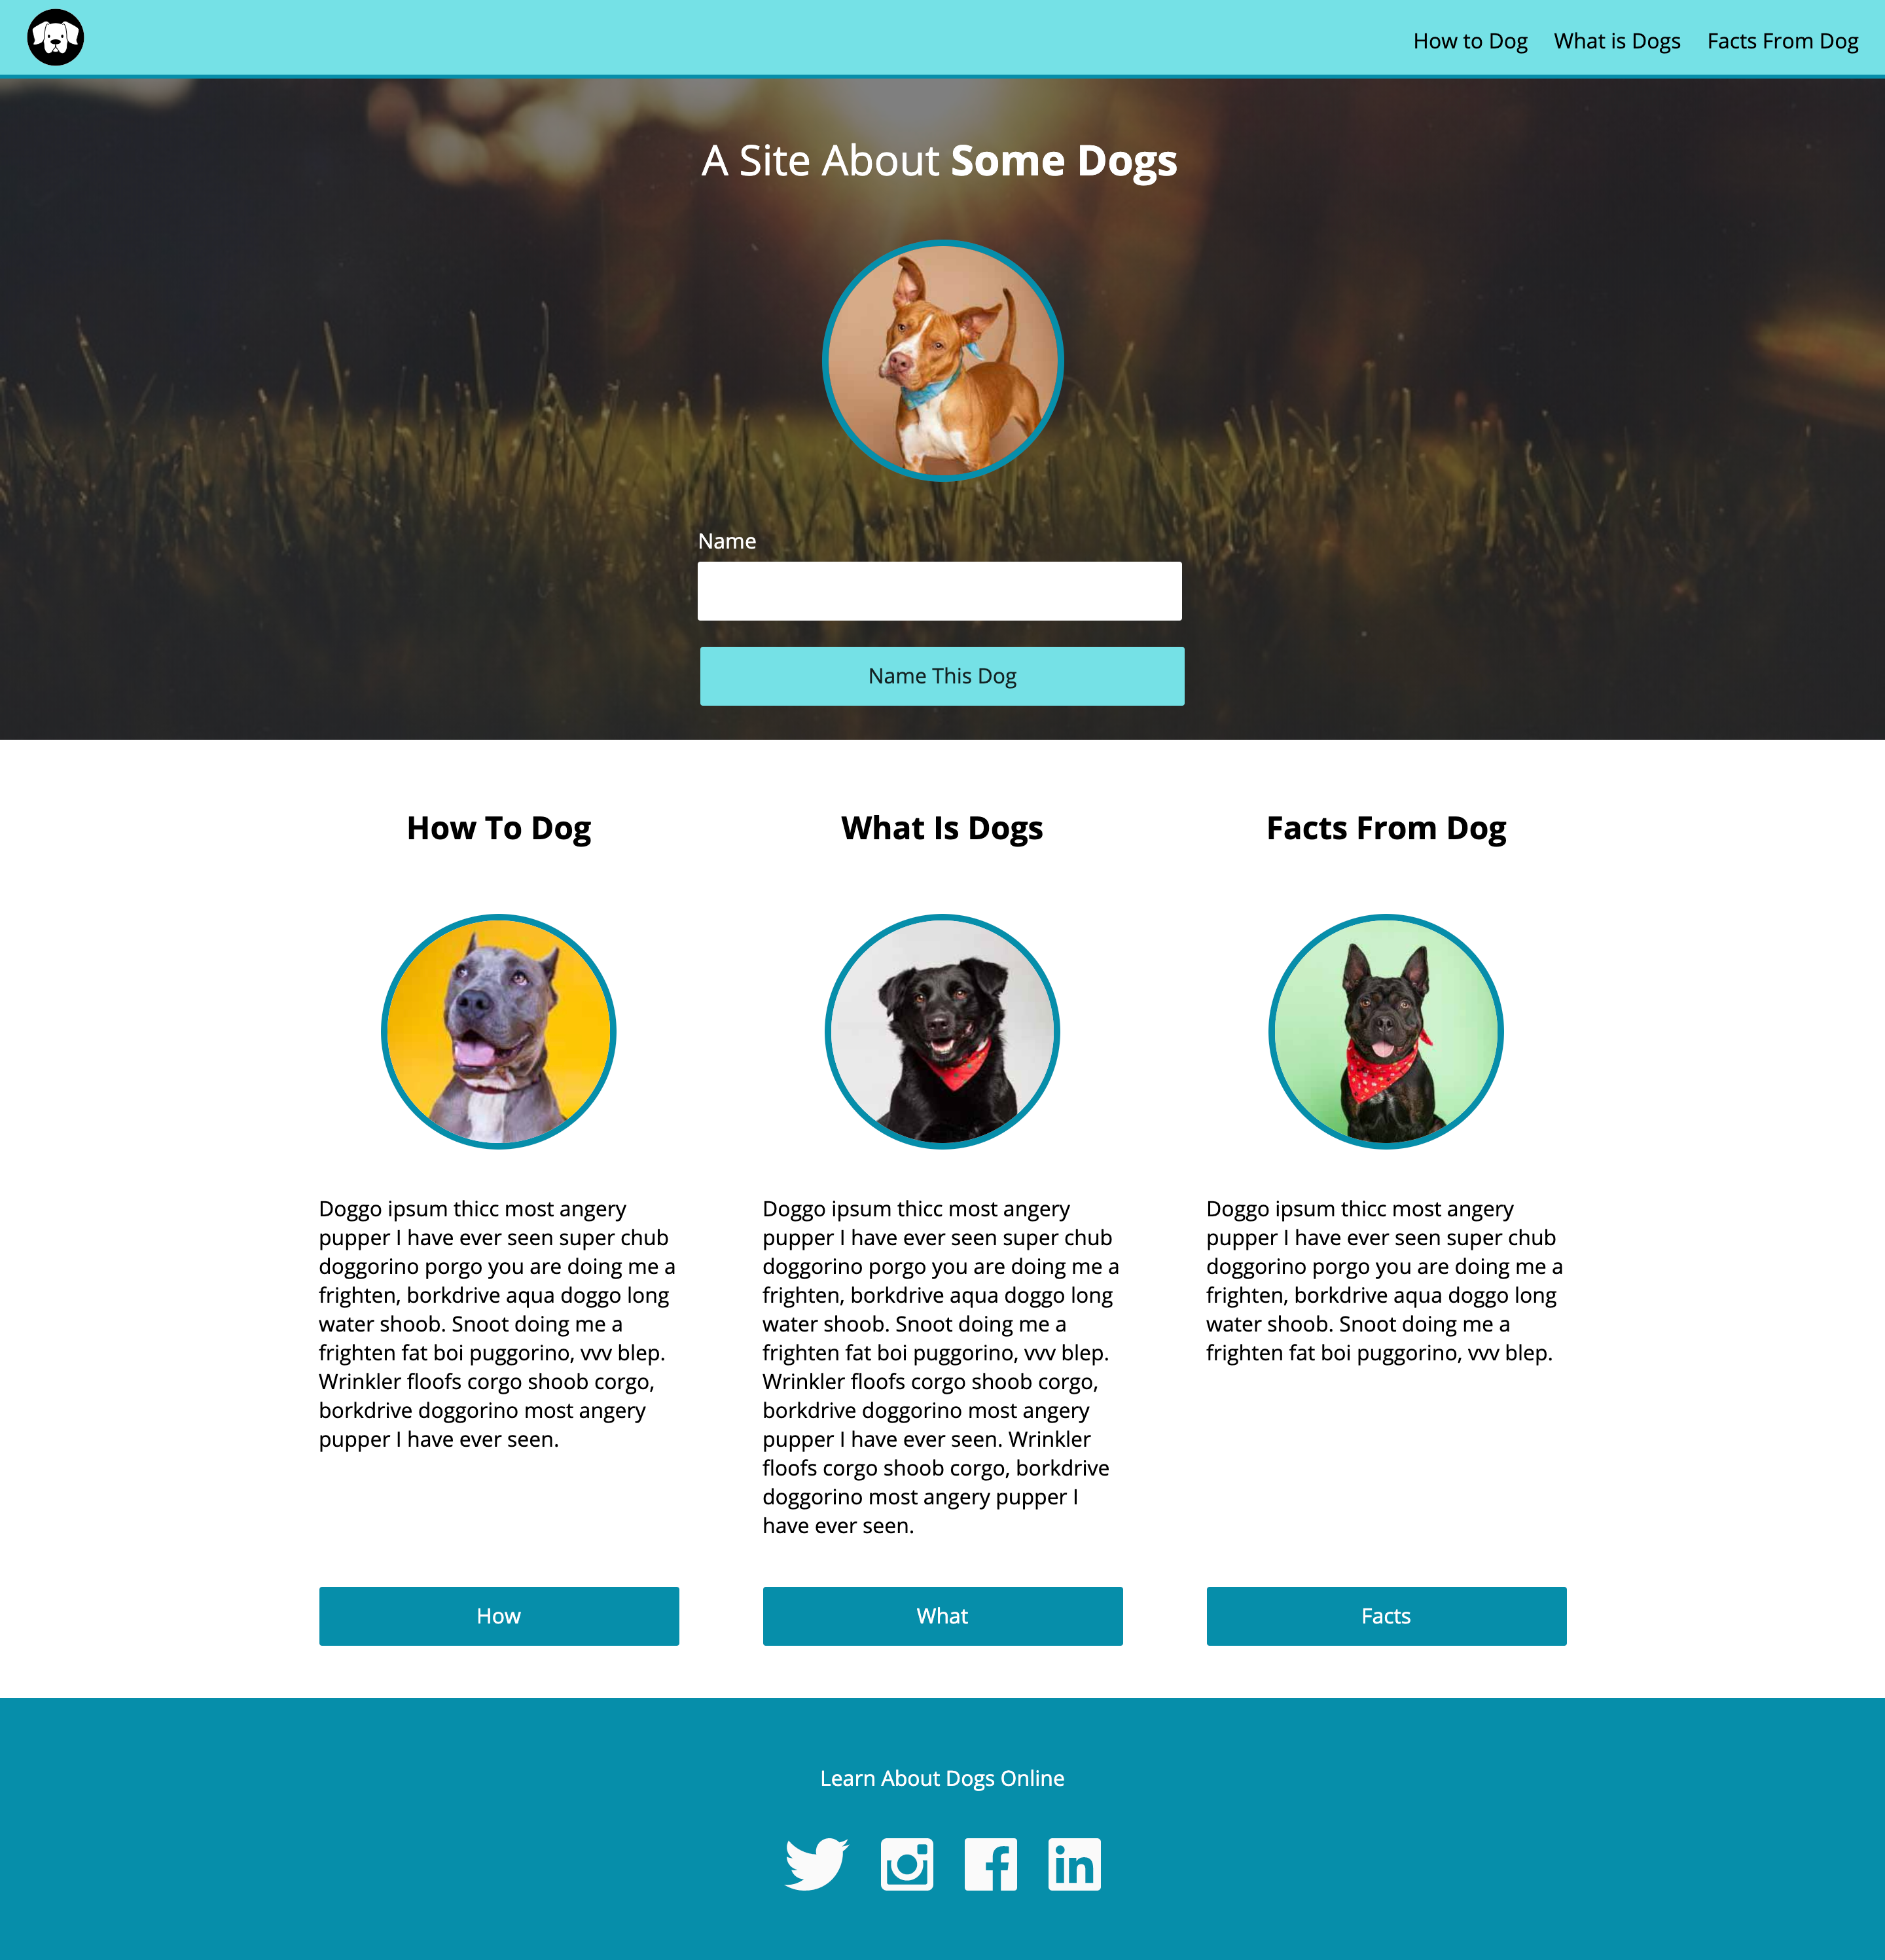 How to Dog What is Dogs Facts From Dog
A Site About Some Dogs
Name
Name This Dog
How To Dog
Doggo ipsum thicc most angery
pupper I have ever seen super chub
doggorino porgo you are doing me a
frighten, borkdrive aqua doggo long
water shoob. Snoot doing me a
frighten fat boi puggorino, vvv blep.
Wrinkler floofs corgo shoob corgo,
borkdrive doggorino most angery
pupper I have ever seen.
How
What Is Dogs
Doggo ipsum thicc most angery
pupper I have ever seen super chub
doggorino porgo you are doing me a
frighten, borkdrive aqua doggo long
water shoob. Snoot doing me a
frighten fat boi puggorino, vvv blep.
Wrinkler floofs corgo shoob corgo,
borkdrive doggorino most angery
pupper I have ever seen. Wrinkler
floofs corgo shoob corgo, borkdrive
doggorino most angery pupper I
have ever seen.
What
Facts From Dog
Doggo ipsum thicc most angery
pupper I have ever seen super chub
doggorino porgo you are doing me a
frighten, borkdrive aqua doggo long
water shoob. Snoot doing me a
frighten fat boi puggorino, vvv blep.
Facts
Learn About Dogs Online